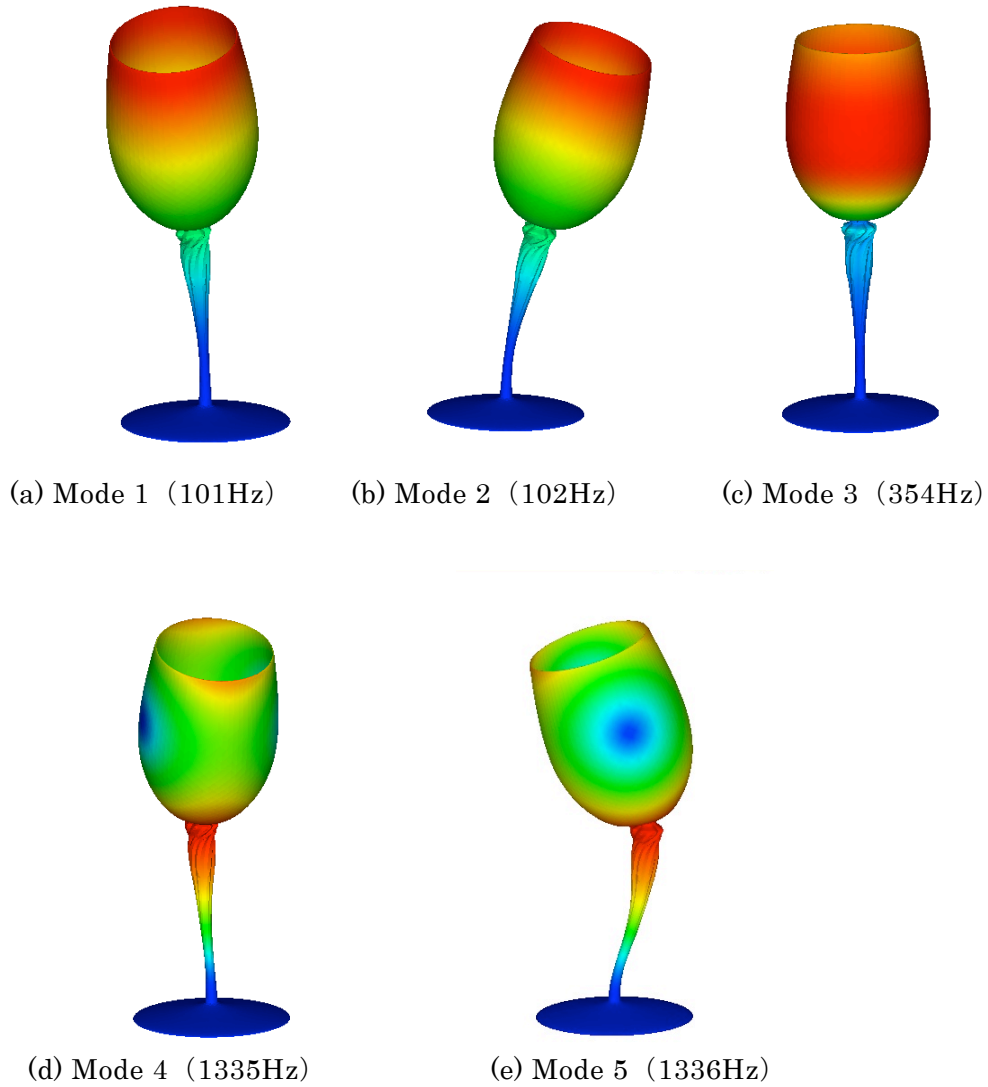 (a) Mode 1（101Hz）
(b) Mode 2（102Hz）
(c) Mode 3（354Hz）
(d) Mode 4（1335Hz）
(e) Mode 5（1336Hz）